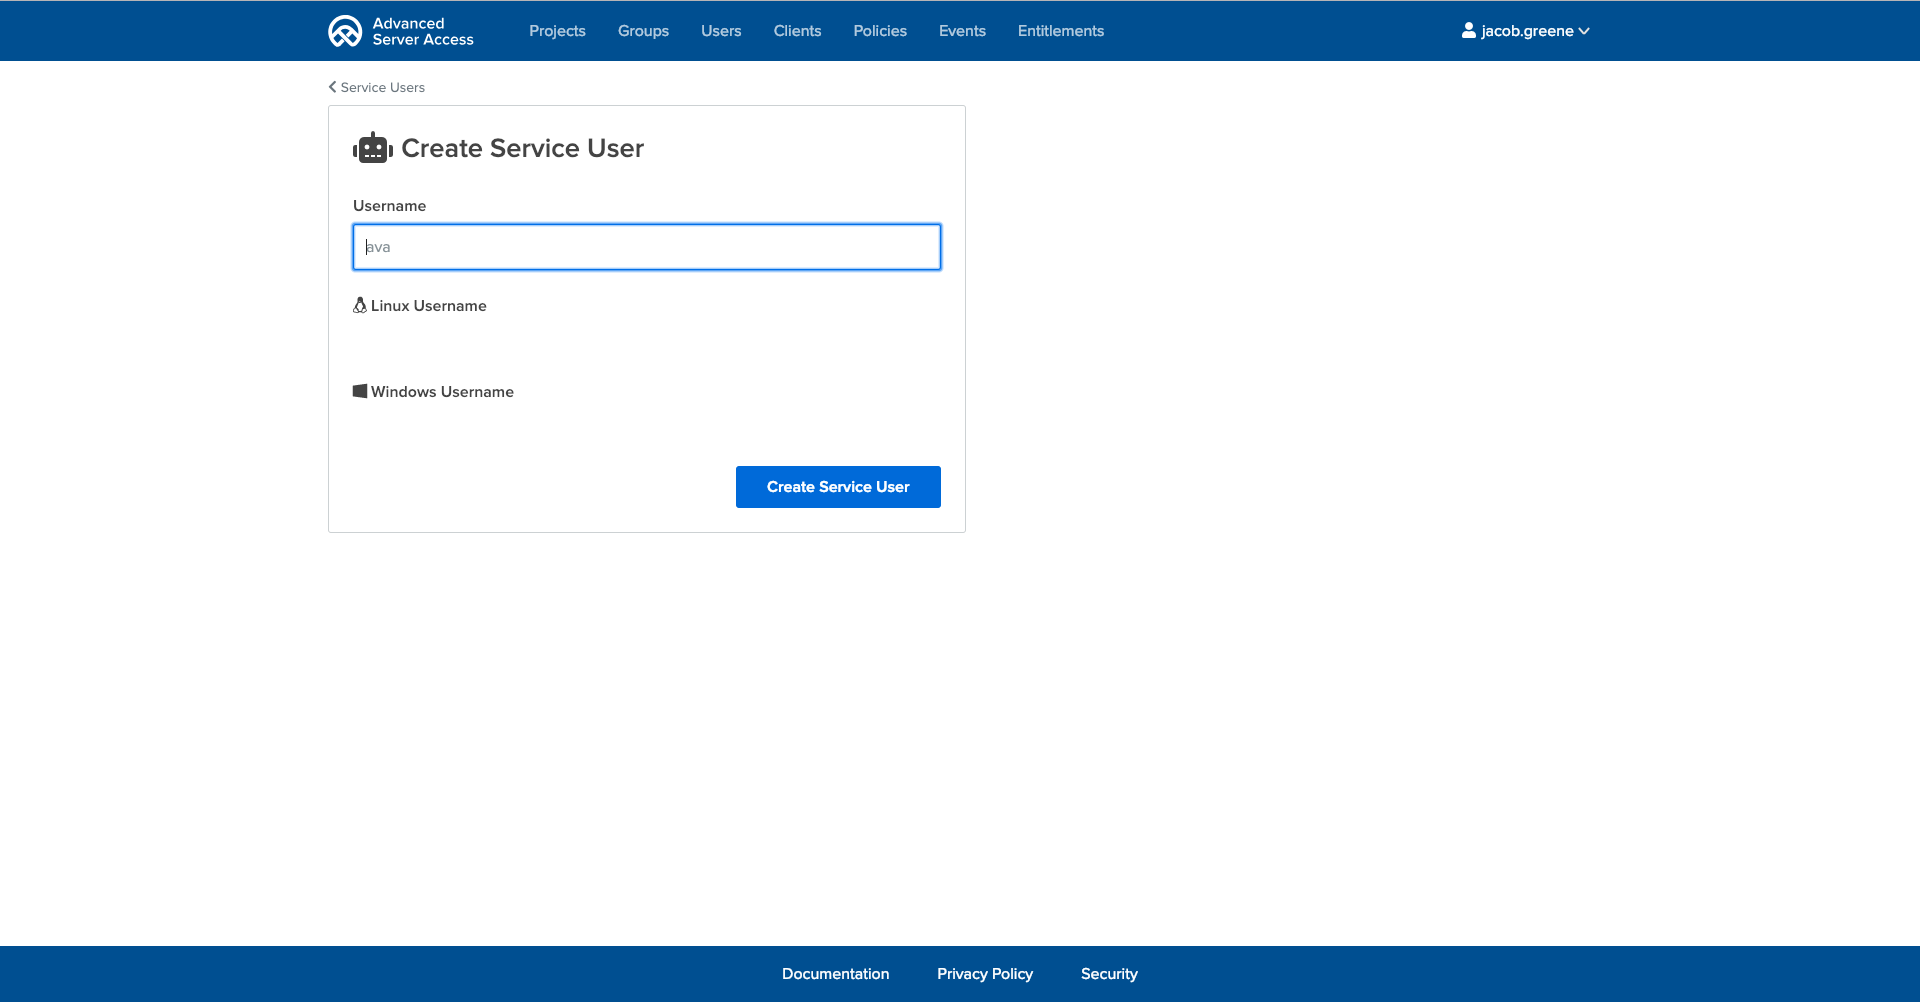 Advanced
Server Access
Projects
Groups
Users
Clients
Policies
Events
Entitlements
jacob.greene
Service Users
Create Service User
Username
ava
Linux Username
Windows Username
Create Service User
Documentation
Privacy Policy
Security